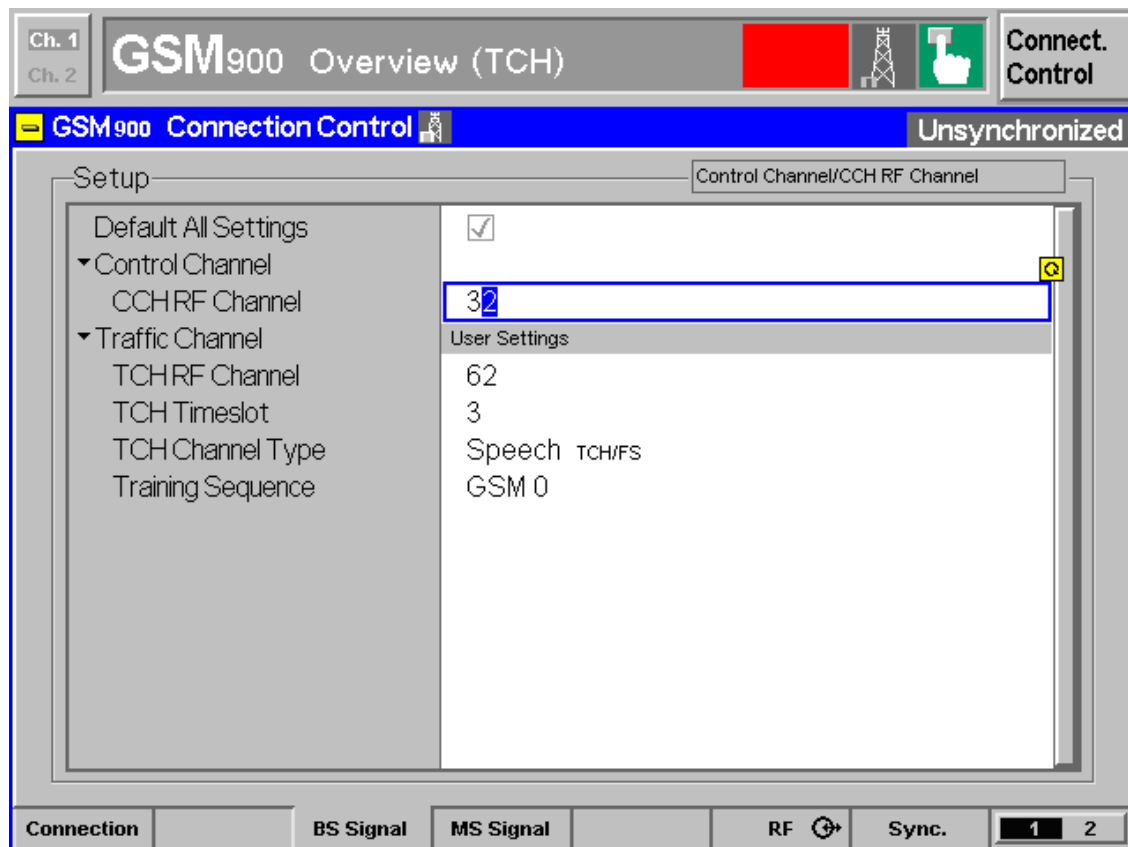 Ch. 1
Ch. 2
GSM900 Overview (TCH)
Connect.
Control
GSM900 Connection Control
Unsynchronized
Setup
Control Channel/CCH RF Channel
Default All Settings
Control Channel
CCH RF Channel 32
Traffic Channel User Settings
TCH RF Channel 62
TCH Timeslot 3
TCH Channel Type Speech TCH/FS
Training Sequence GSM 0
Connection BS Signal MS Signal RF Sync. 1 2